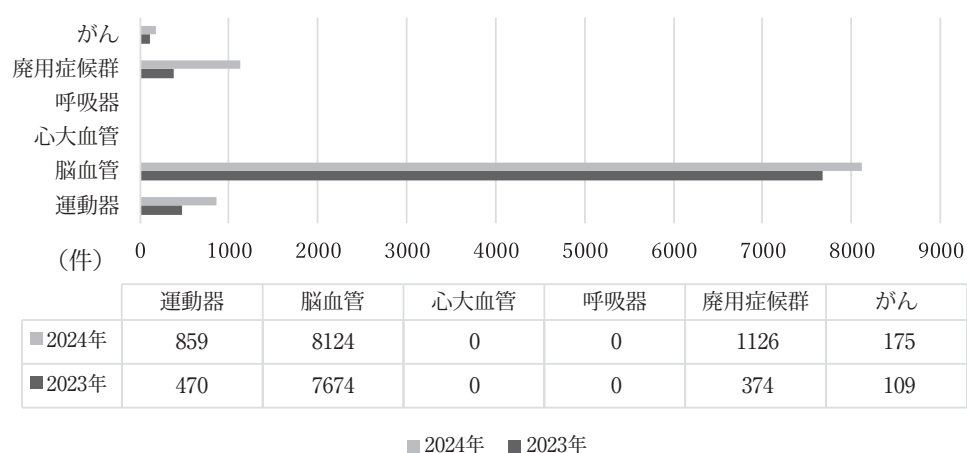 がん
廃用症候群
呼吸器
心大血管
脳血管
運動器
0 1000 2000 3000 4000 5000 6000 7000 8000 9000
（件）
運動器 脳血管 心大血管 呼吸器 廃用症候群 がん
2024年 859 8124 0 0 1126 175
2023年 470 7674 0 0 374 109
2024年 2023年